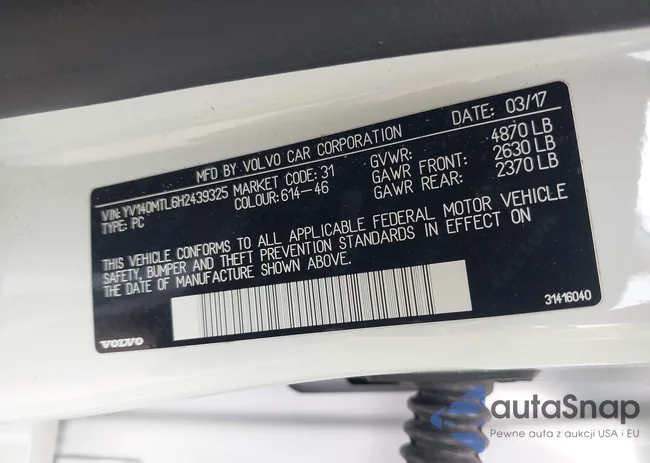 MFD BY VOLVO CAR CORPORATION DATE: 03/17
VIN: YV140MTL6H2439325 MARKET CODE: 31 GVWR: 4870 LB
TYPE: PC COLOUR: 614-46 GAWR FRONT: 2630 LB
GAWR REAR: 2370 LB
THIS VEHICLE CONFORMS TO ALL APPLICABLE FEDERAL MOTOR VEHICLE
SAFETY, BUMPER AND THEFT PREVENTION STANDARDS IN EFFECT ON
THE DATE OF MANUFACTURE SHOWN ABOVE.
31416040
VOLVO
autaSnap
Pewne auta z aukcji USA i EU